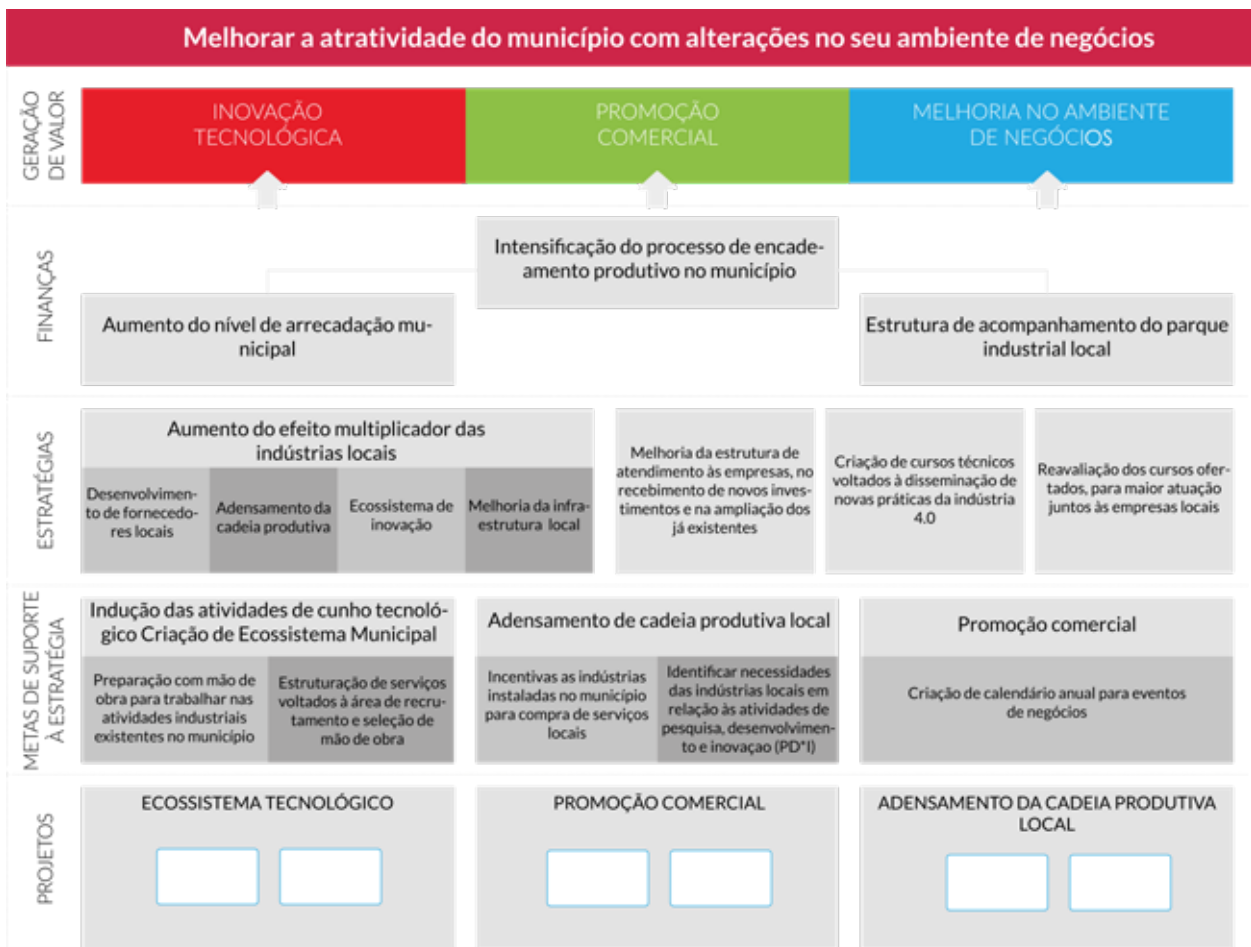 Melhorar a atratividade do município com alterações no seu ambiente de negócios
GERAÇÃO
DE VALOR
INOVAÇÃO
TECNOLÓGICA
PROMOÇÃO
COMERCIAL
MELHORIA NO AMBIENTE
DE NEGÓCIOS
FINANÇAS
Intensificação do processo de encade-
amento produtivo no município
Aumento do nível de arrecadação mu-
nicipal
Estrutura de acompanhamento do parque
industrial local
ESTRATÉGIAS
Aumento do efeito multiplicador das
indústrias locais
Desenvolvimen-
to de fornecedo-
res locais
Adensamento da
cadeia produtiva
Ecossistema de
inovação
Melhoria da infra-
estrutura local
Melhoria da estrutura de
atendimento às empresas, no
recebimento de novos inves-
timentos e na ampliação dos
já existentes
Criação de cursos técnicos
voltados à disseminação de
novas práticas da indústria
4.0
Reavaliação dos cursos ofer-
tados, para maior atuação
juntos às empresas locais
METAS DE SUPORTE
À ESTRATÉGIA
Indução das atividades de cunho tecnoló-
gico Criação de Ecossistema Municipal
Preparação com mão de
obra para trabalhar nas
atividades industriais
existentes no município
Estruturação de serviços
voltados à área de recru-
tamento e seleção de
mão de obra
Adensamento de cadeia produtiva local
Incentivas as indústrias
instaladas no município
para compra de serviços
locais
Identificar necessidades
das indústrias locais em
relação às atividades de
pesquisa, desenvolvimen-
to e inovaçao (PD*I)
Promoção comercial
Criação de calendário anual para eventos
de negócios
PROJETOS
ECOSSISTEMA TECNOLÓGICO
PROMOÇÃO COMERCIAL
ADENSAMENTO DA CADEIA PRODUTIVA
LOCAL